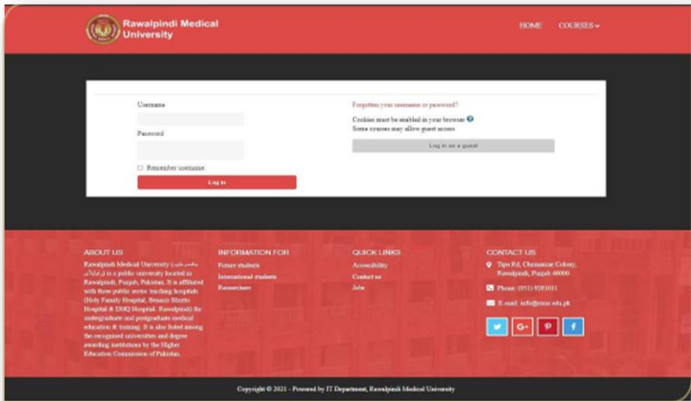 Rawalpindi Medical
University
HOME
COURSES
Username
Password
Remember username
Log in
Forgotten your username or password?
Cookies must be enabled in your browser
Some courses may allow guest access
Log in as a guest
ABOUT US
Rawalpindi Medical University (
) is a public university located in
Rawalpindi, Punjab, Pakistan. It is affiliated
with three public sector teaching hospitals
(Holy Family Hospital, Benazir Bhutto
Hospital & DHQ Hospital, Rawalpindi) for
undergraduate and postgraduate medical
education & training. It is also listed among
the recognised universities and degree
awarding institutions by the Higher
Education Commission of Pakistan.
INFORMATION FOR
Future students
International students
Researchers
QUICK LINKS
Accessibility
Contact us
Jobs
CONTACT US
Tipu Rd, Chamanzar Colony,
Rawalpindi, Punjab 46000
Phone: (051) 9281011
E-mail:
G+
Copyright © 2021 - Powered by IT Department, Rawalpindi Medical University